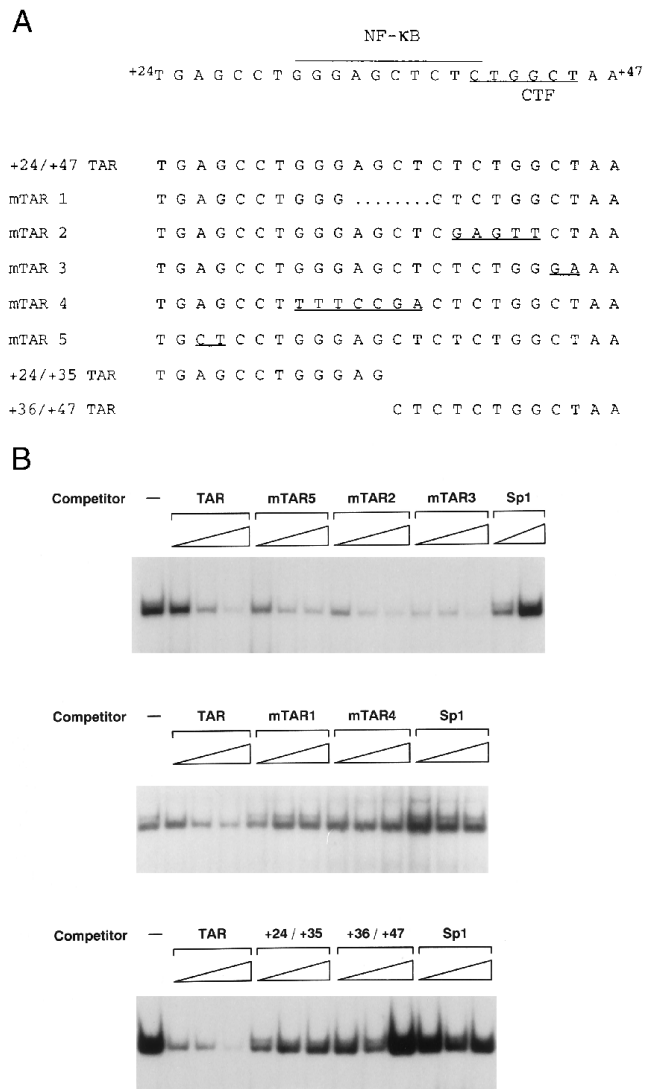 A
NF-κB
+24 T G A G C C T G G G A G C T C T C T G G C T A A +47
CTF
+24/+47 TAR T G A G C C T G G G A G C T C T C T G G C T A A
mTAR 1 T G A G C C T G G G ........ C T C T G G C T A A
mTAR 2 T G A G C C T G G G A G C T C G A G T T C T A A
mTAR 3 T G A G C C T G G G A G C T C T C T G G G A A A
mTAR 4 T G A G C C T T T T C C G A C T C T G G C T A A
mTAR 5 T G C T C C T G G G A G C T C T C T G G C T A A
+24/+35 TAR T G A G C C T G G G A G
+36/+47 TAR C T C T C T G G C T A A
B
Competitor — TAR mTAR5 mTAR2 mTAR3 Sp1
Competitor — TAR mTAR1 mTAR4 Sp1
Competitor — TAR +24 / +35 +36 / +47 Sp1